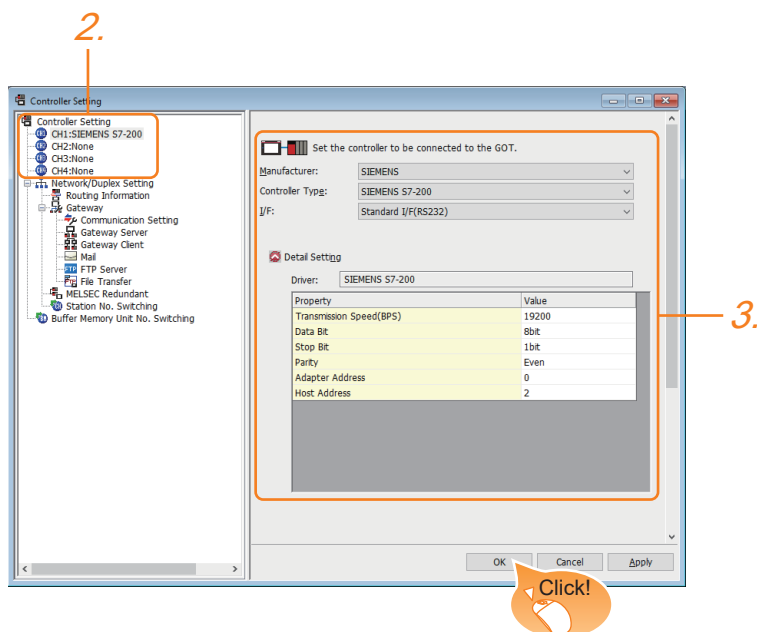 2.
Controller Setting
Controller Setting
CH1:SIEMENS S7-200
CH2:None
CH3:None
CH4:None
Network/Duplex Setting
Routing Information
Gateway
Communication Setting
Gateway Server
Gateway Client
Mail
FTP Server
File Transfer
MELSEC Redundant
Station No. Switching
Buffer Memory Unit No. Switching
Set the controller to be connected to the GOT.
Manufacturer: SIEMENS
Controller Type: SIEMENS S7-200
I/F: Standard I/F(RS232)
Detail Setting
Driver: SIEMENS S7-200
Property Value
Transmission Speed(BPS) 19200
Data Bit 8bit
Stop Bit 1bit
Parity Even
Adapter Address 0
Host Address 2
3.
OK Cancel Apply
Click!